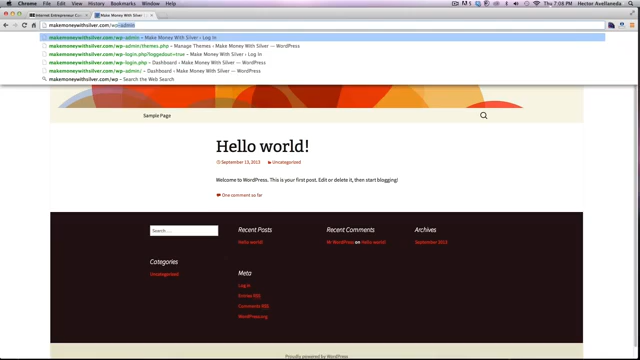 Chrome File Edit View History Bookmarks Window Help
Thu 7:08 PM Hector Avellaneda
Internet Entrepreneur Co
Make Money With Silver
makemoneywithsilver.com/wp-admin
makemoneywithsilver.com/wp-admin - Make Money With Silver › Log In
makemoneywithsilver.com/wp-admin/themes.php - Manage Themes ‹ Make Money With Silver — WordPress
makemoneywithsilver.com/wp-login.php?loggedout=true - Make Money With Silver › Log In
makemoneywithsilver.com/wp-login.php - Dashboard ‹ Make Money With Silver — WordPress
makemoneywithsilver.com/wp-admin/ - Dashboard ‹ Make Money With Silver — WordPress
makemoneywithsilver.com/wp - Search the Web Search
Sample Page
Hello world!
September 13, 2013 Uncategorized
Welcome to WordPress. This is your first post. Edit or delete it, then start blogging!
One comment so far
Search …
Recent Posts
Recent Comments
Archives
Hello world!
Mr WordPress on Hello world!
September 2013
Categories
Uncategorized
Meta
Log in
Entries RSS
Comments RSS
WordPress.org
Proudly powered by WordPress